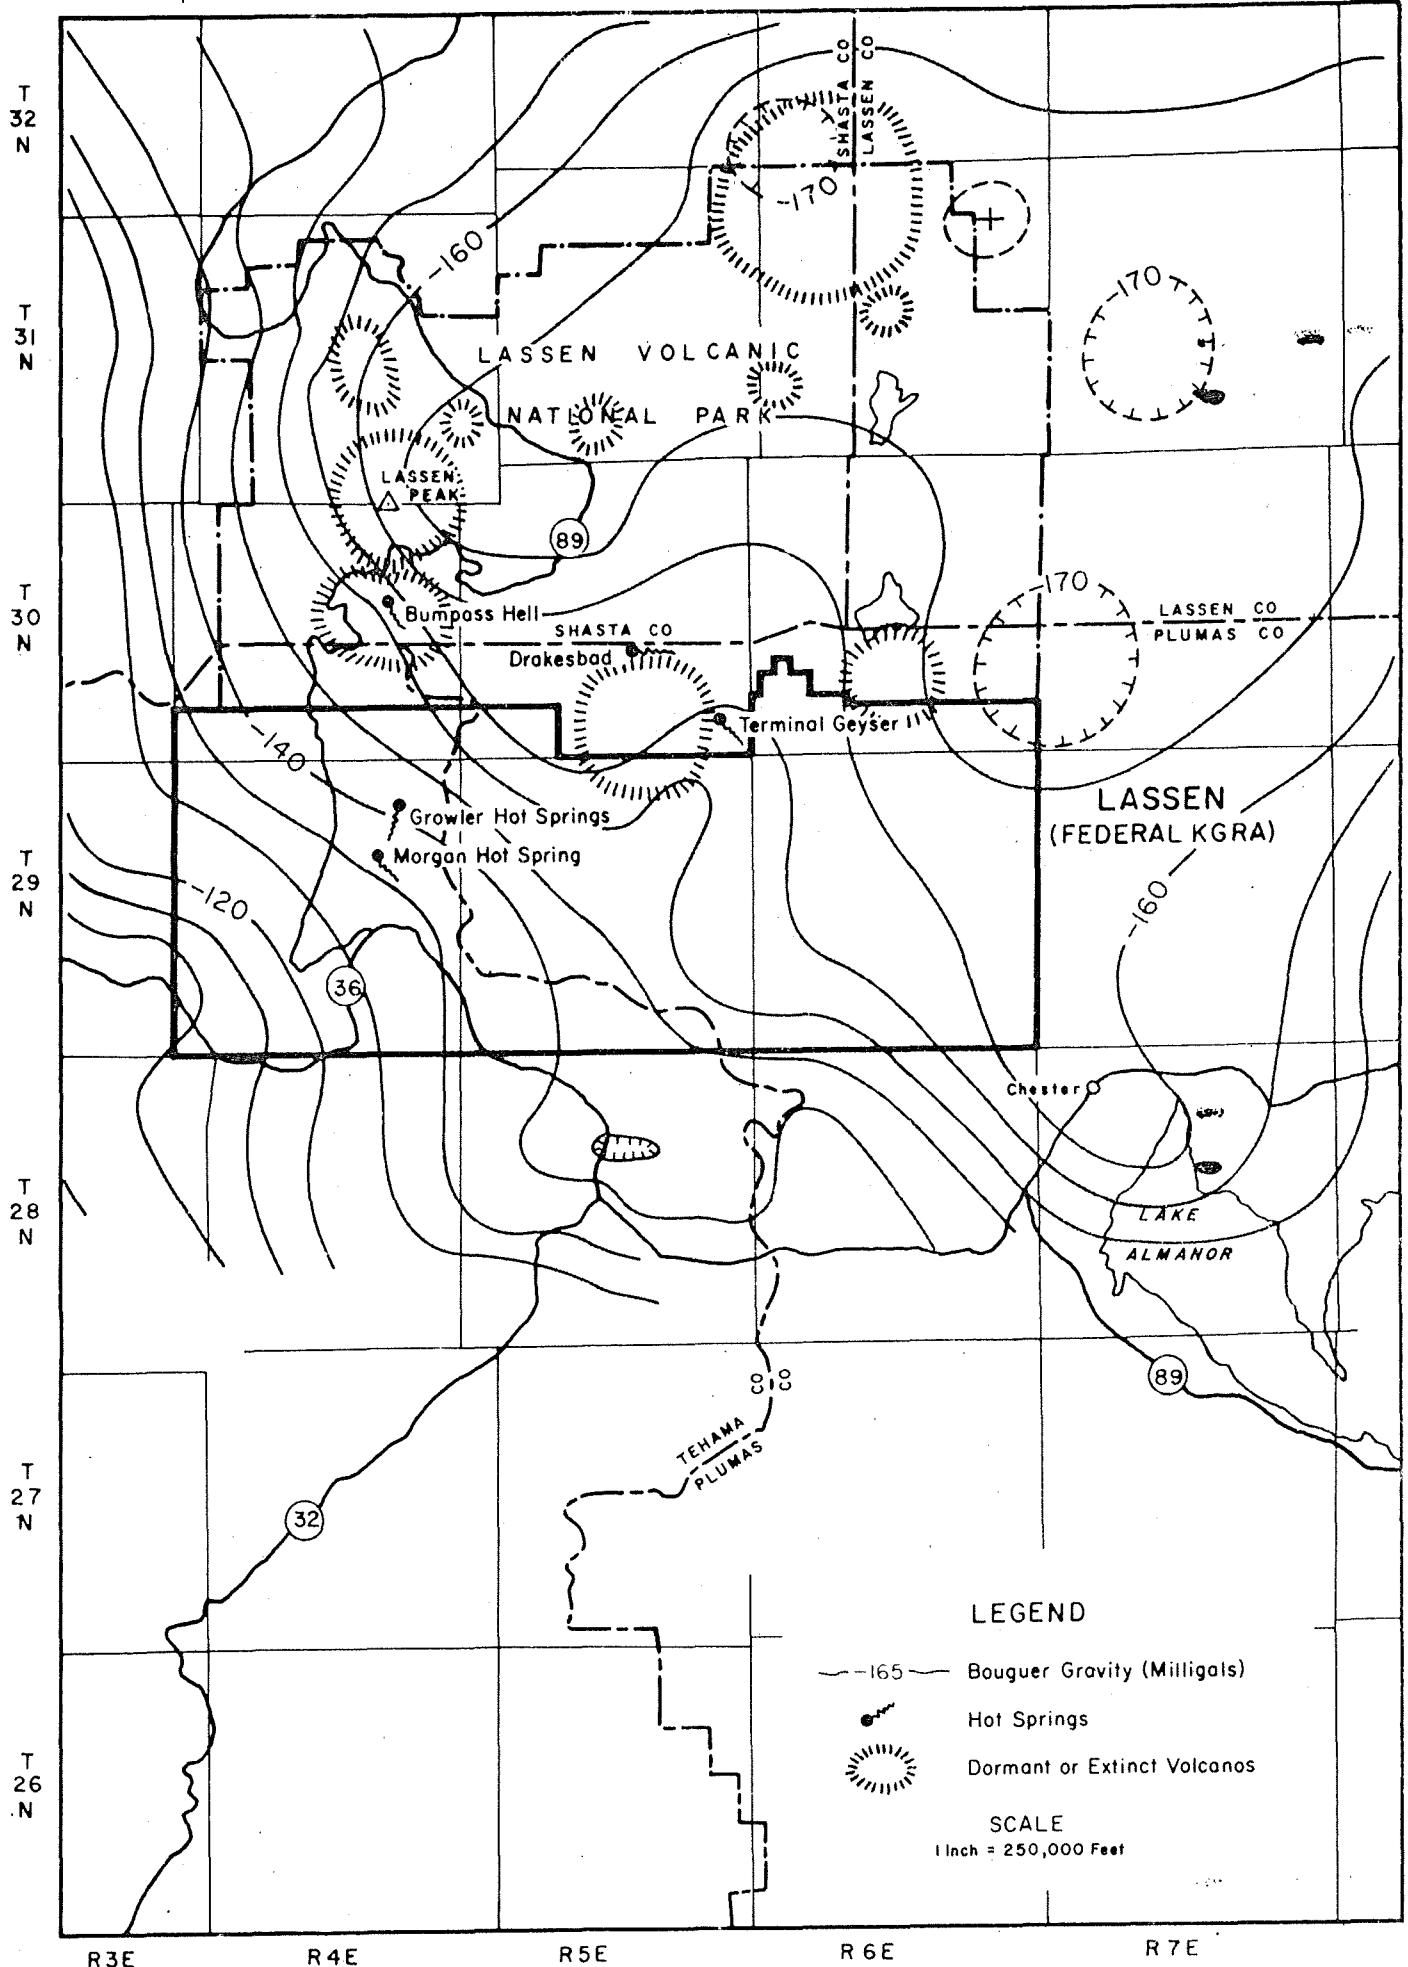 T
32
N
SHASTA CO
LASSEN CO
-170
-160
T
31
N
-170
LASSEN VOLCANIC
NATIONAL PARK
LASSEN
PEAK
89
T
30
N
-170
Bumpass Hell
SHASTA CO
LASSEN CO
PLUMAS CO
Drakesbad
Terminal Geyser
-140
LASSEN
(FEDERAL KGRA)
Growler Hot Springs
Morgan Hot Spring
T
29
N
-120
-160
36
Chester
T
28
N
LAKE
ALMANOR
CO
CO
89
TEHAMA
PLUMAS
T
27
N
32
LEGEND
-165 Bouguer Gravity (Milligals)
Hot Springs
Dormant or Extinct Volcanos
T
26
N
SCALE
1 Inch = 250,000 Feet
R3E
R4E
R5E
R6E
R7E